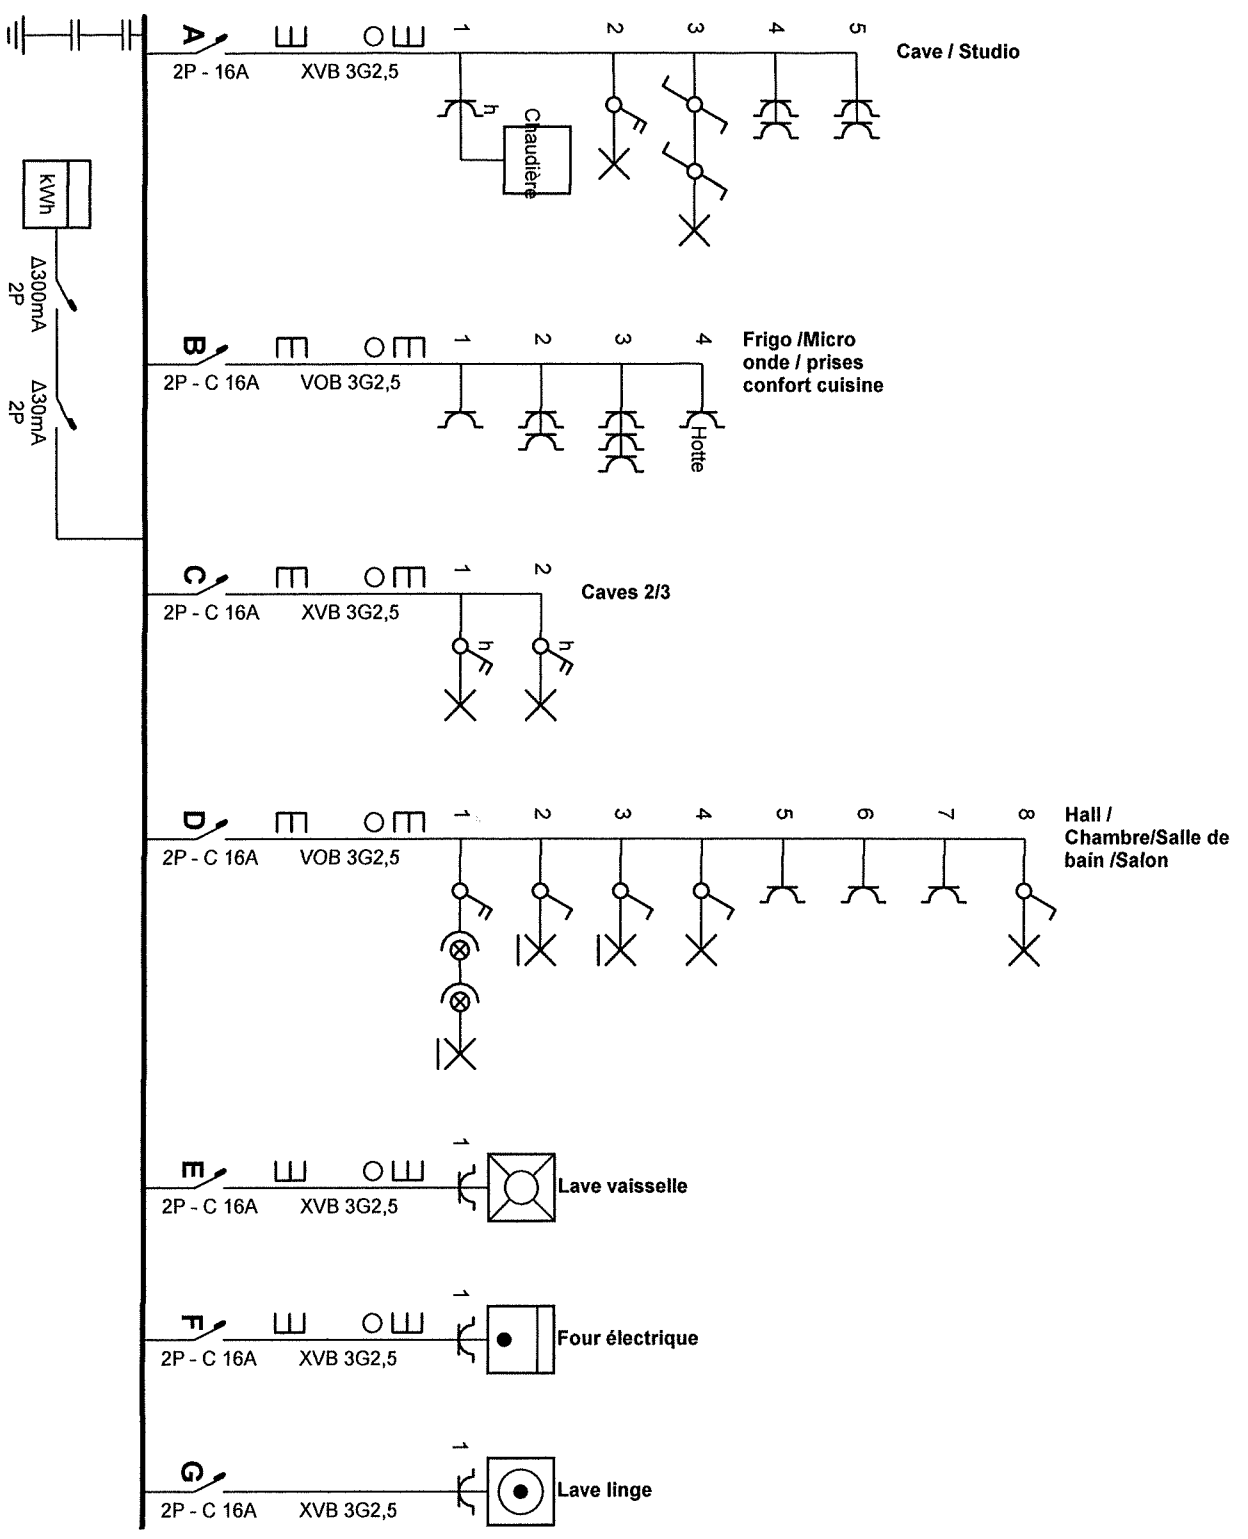 A
2P - 16A
XVB 3G2,5
1
2
3
4
5
Cave / Studio
h
Chaudière
kWh
Δ300mA
2P
Δ30mA
2P
B
2P - C 16A
VOB 3G2,5
1
2
3
4
Frigo /Micro
onde / prises
confort cuisine
Hotte
C
2P - C 16A
XVB 3G2,5
1
2
Caves 2/3
h
h
D
2P - C 16A
VOB 3G2,5
1
2
3
4
5
6
7
8
Hall /
Chambre/Salle de
bain /Salon
E
2P - C 16A
XVB 3G2,5
1
Lave vaisselle
F
2P - C 16A
XVB 3G2,5
1
Four électrique
G
2P - C 16A
XVB 3G2,5
1
Lave linge